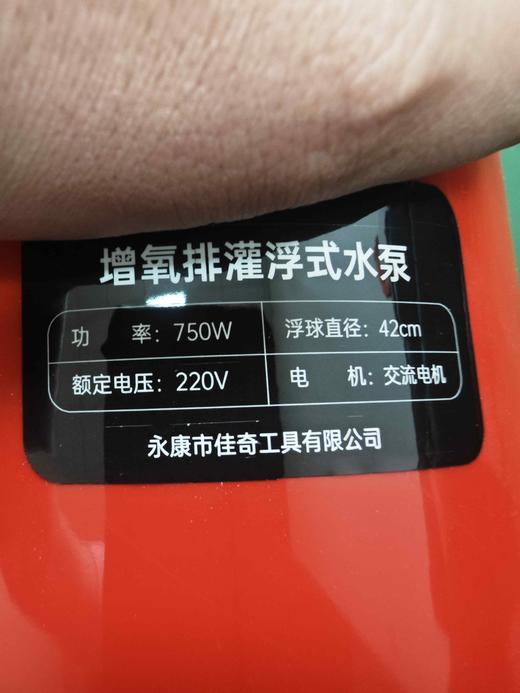 增氧排灌浮式水泵
功率：750W 浮球直径：42cm
额定电压：220V 电机：交流电机
永康市佳奇工具有限公司